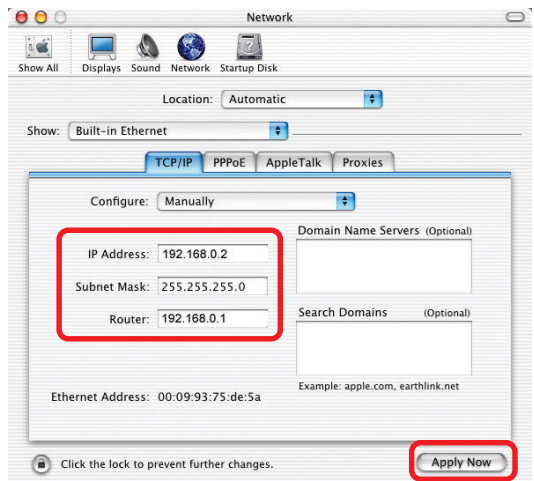 Network
Show All Displays Sound Network Startup Disk
Location: Automatic
Show: Built-in Ethernet
TCP/IP PPPoE AppleTalk Proxies
Configure: Manually
Domain Name Servers (Optional)
IP Address: 192.168.0.2
Subnet Mask: 255.255.255.0
Router: 192.168.0.1
Search Domains (Optional)
Example: apple.com, earthlink.net
Ethernet Address: 00:09:93:75:de:5a
Click the lock to prevent further changes.
Apply Now